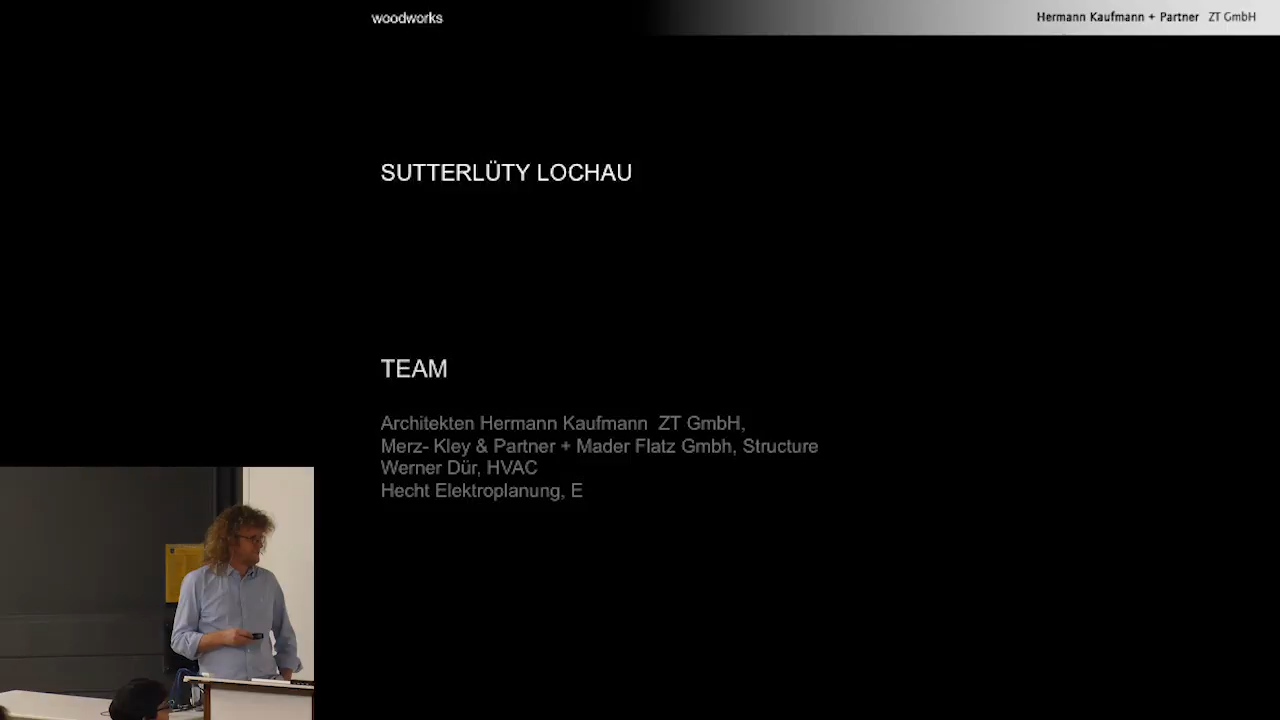 woodworks
Hermann Kaufmann + Partner ZT GmbH
SUTTERLÜTY LOCHAU
TEAM
Architekten Hermann Kaufmann ZT GmbH,
Merz- Kley & Partner + Mader Flatz Gmbh, Structure
Werner Dür, HVAC
Hecht Elektroplanung, E